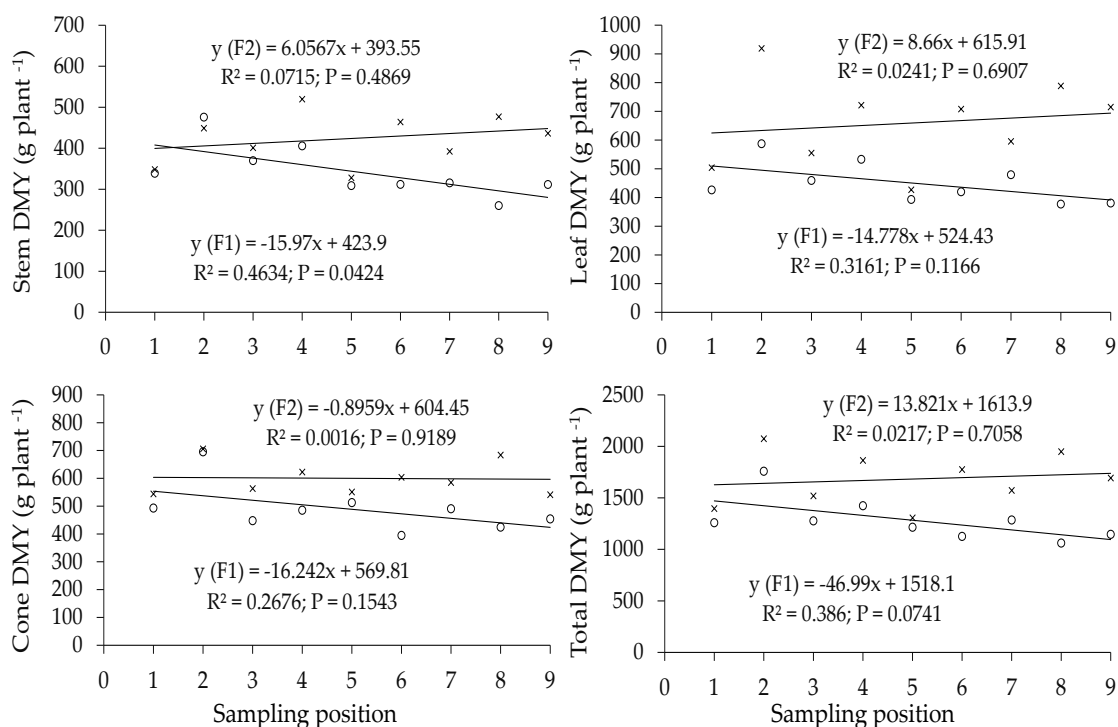 700
600
500
400
300
200
100
0
Stem DMY (g plant ⁻¹)
y (F2) = 6.0567x + 393.55
R² = 0.0715; P = 0.4869
y (F1) = -15.97x + 423.9
R² = 0.4634; P = 0.0424
0 1 2 3 4 5 6 7 8 9
1000
900
800
700
600
500
400
300
200
100
0
Leaf DMY (g plant ⁻¹)
y (F2) = 8.66x + 615.91
R² = 0.0241; P = 0.6907
y (F1) = -14.778x + 524.43
R² = 0.3161; P = 0.1166
0 1 2 3 4 5 6 7 8 9
900
800
700
600
500
400
300
200
100
0
Cone DMY (g plant ⁻¹)
y (F2) = -0.8959x + 604.45
R² = 0.0016; P = 0.9189
y (F1) = -16.242x + 569.81
R² = 0.2676; P = 0.1543
0 1 2 3 4 5 6 7 8 9
Sampling position
2500
2000
1500
1000
500
0
Total DMY (g plant ⁻¹)
y (F2) = 13.821x + 1613.9
R² = 0.0217; P = 0.7058
y (F1) = -46.99x + 1518.1
R² = 0.386; P = 0.0741
0 1 2 3 4 5 6 7 8 9
Sampling position